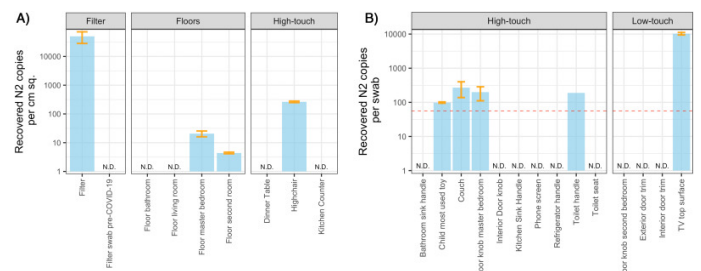 A)
Filter
Floors
High-touch
Recovered N2 copies
per cm sq.
10000
1000
100
10
1
N.D.
N.D.
N.D.
N.D.
N.D.
Filter
Filter swab pre-COVID-19
Floor bathroom
Floor living room
Floor master bedroom
Floor second room
Dinner Table
Highchair
Kitchen Counter
B)
High-touch
Low-touch
Recovered N2 copies
per swab
10000
1000
100
10
1
N.D.
N.D.
N.D.
N.D.
N.D.
N.D.
N.D.
N.D.
N.D.
Bathroom sink handle
Child most used toy
Couch
oor knob master bedroom
Interior Door knob
Kitchen Sink Handle
Phone screen
Refrigerator handle
Toilet handle
Toilet seat
oor knob second bedroom
Exterior door trim
Interior door trim
TV top surface